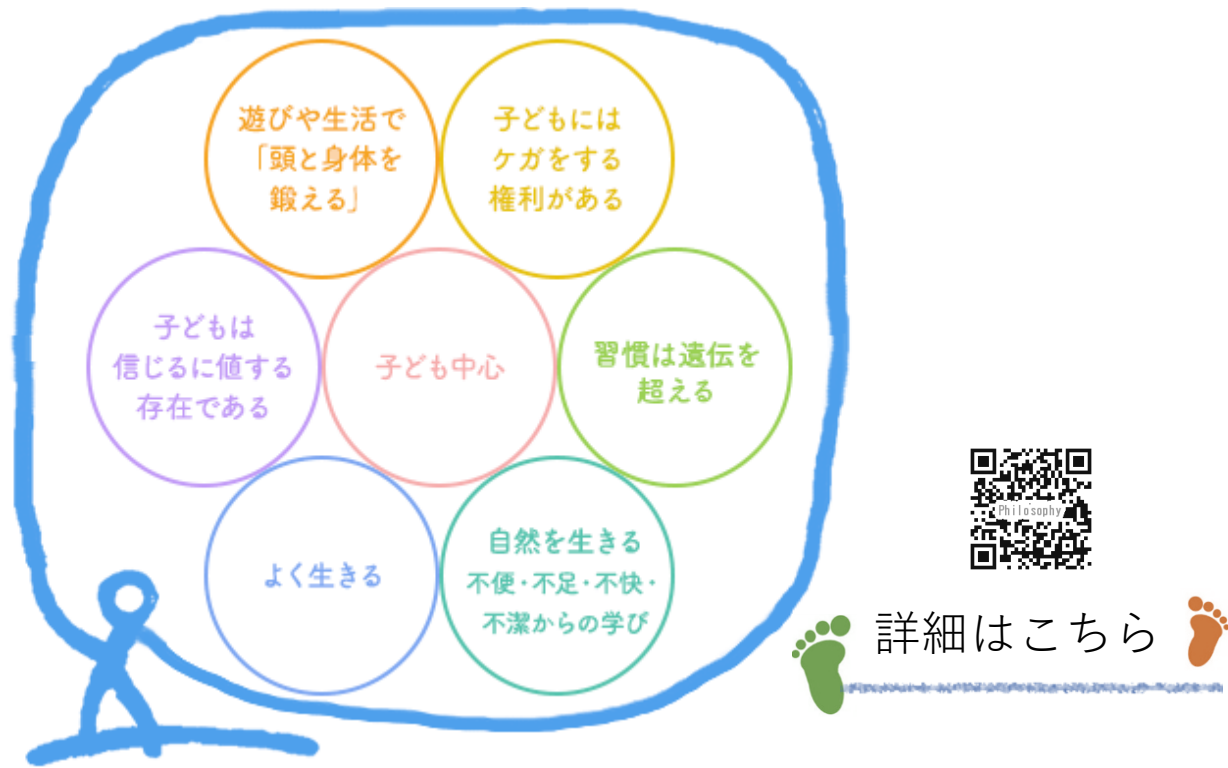 遊びや生活で
「頭と身体を
鍛える」
子どもには
ケガをする
権利がある
子どもは
信じるに値する
存在である
子ども中心
習慣は遺伝を
超える
よく生きる
自然を生きる
不便・不足・不快・
不潔からの学び
Philosophy
詳細はこちら